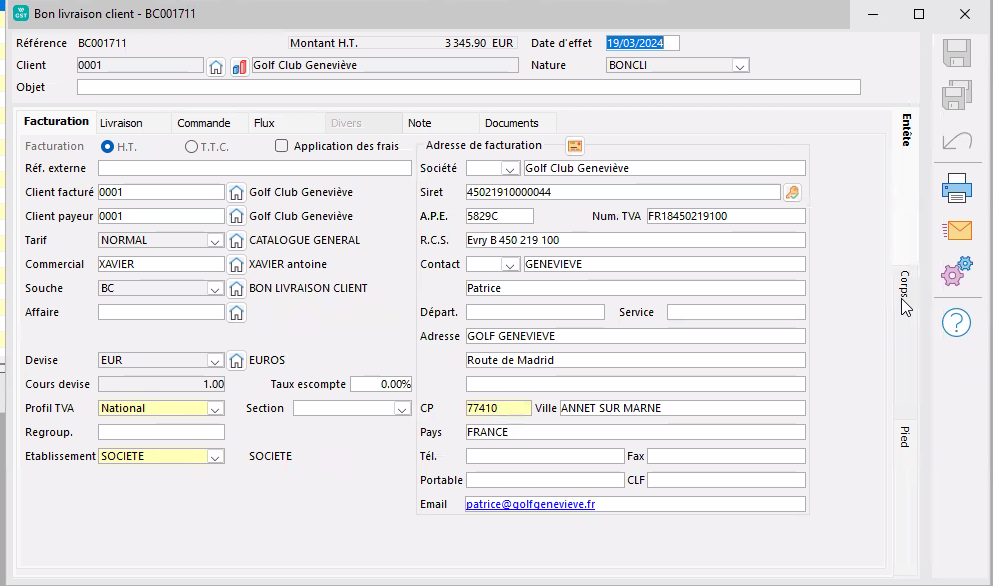 GST Bon livraison client - BC001711
Référence BC001711 Montant H.T. 3 345.90 EUR Date d'effet 19/03/2024
Client 0001 Golf Club Geneviève Nature BONCLI
Objet
Facturation Livraison Commande Flux Divers Note Documents
Entête
Facturation H.T. T.T.C. Application des frais Adresse de facturation
Réf. externe Société Golf Club Geneviève
Client facturé 0001 Golf Club Geneviève Siret 45021910000044
Client payeur 0001 Golf Club Geneviève A.P.E. 5829C Num. TVA FR18450219100
Tarif NORMAL CATALOGUE GENERAL R.C.S. Evry B 450 219 100
Commercial XAVIER XAVIER antoine Contact GENEVIEVE
Souche BC BON LIVRAISON CLIENT Patrice
Corps
Affaire Départ. Service
Adresse GOLF GENEVIEVE
Devise EUR EUROS Route de Madrid
Cours devise 1.00 Taux escompte 0.00%
Profil TVA National Section CP 77410 Ville ANNET SUR MARNE
Regroup. Pays FRANCE
Pied
Etablissement SOCIETE SOCIETE Tél. Fax
Portable CLF
Email patrice@golfgenevieve.fr